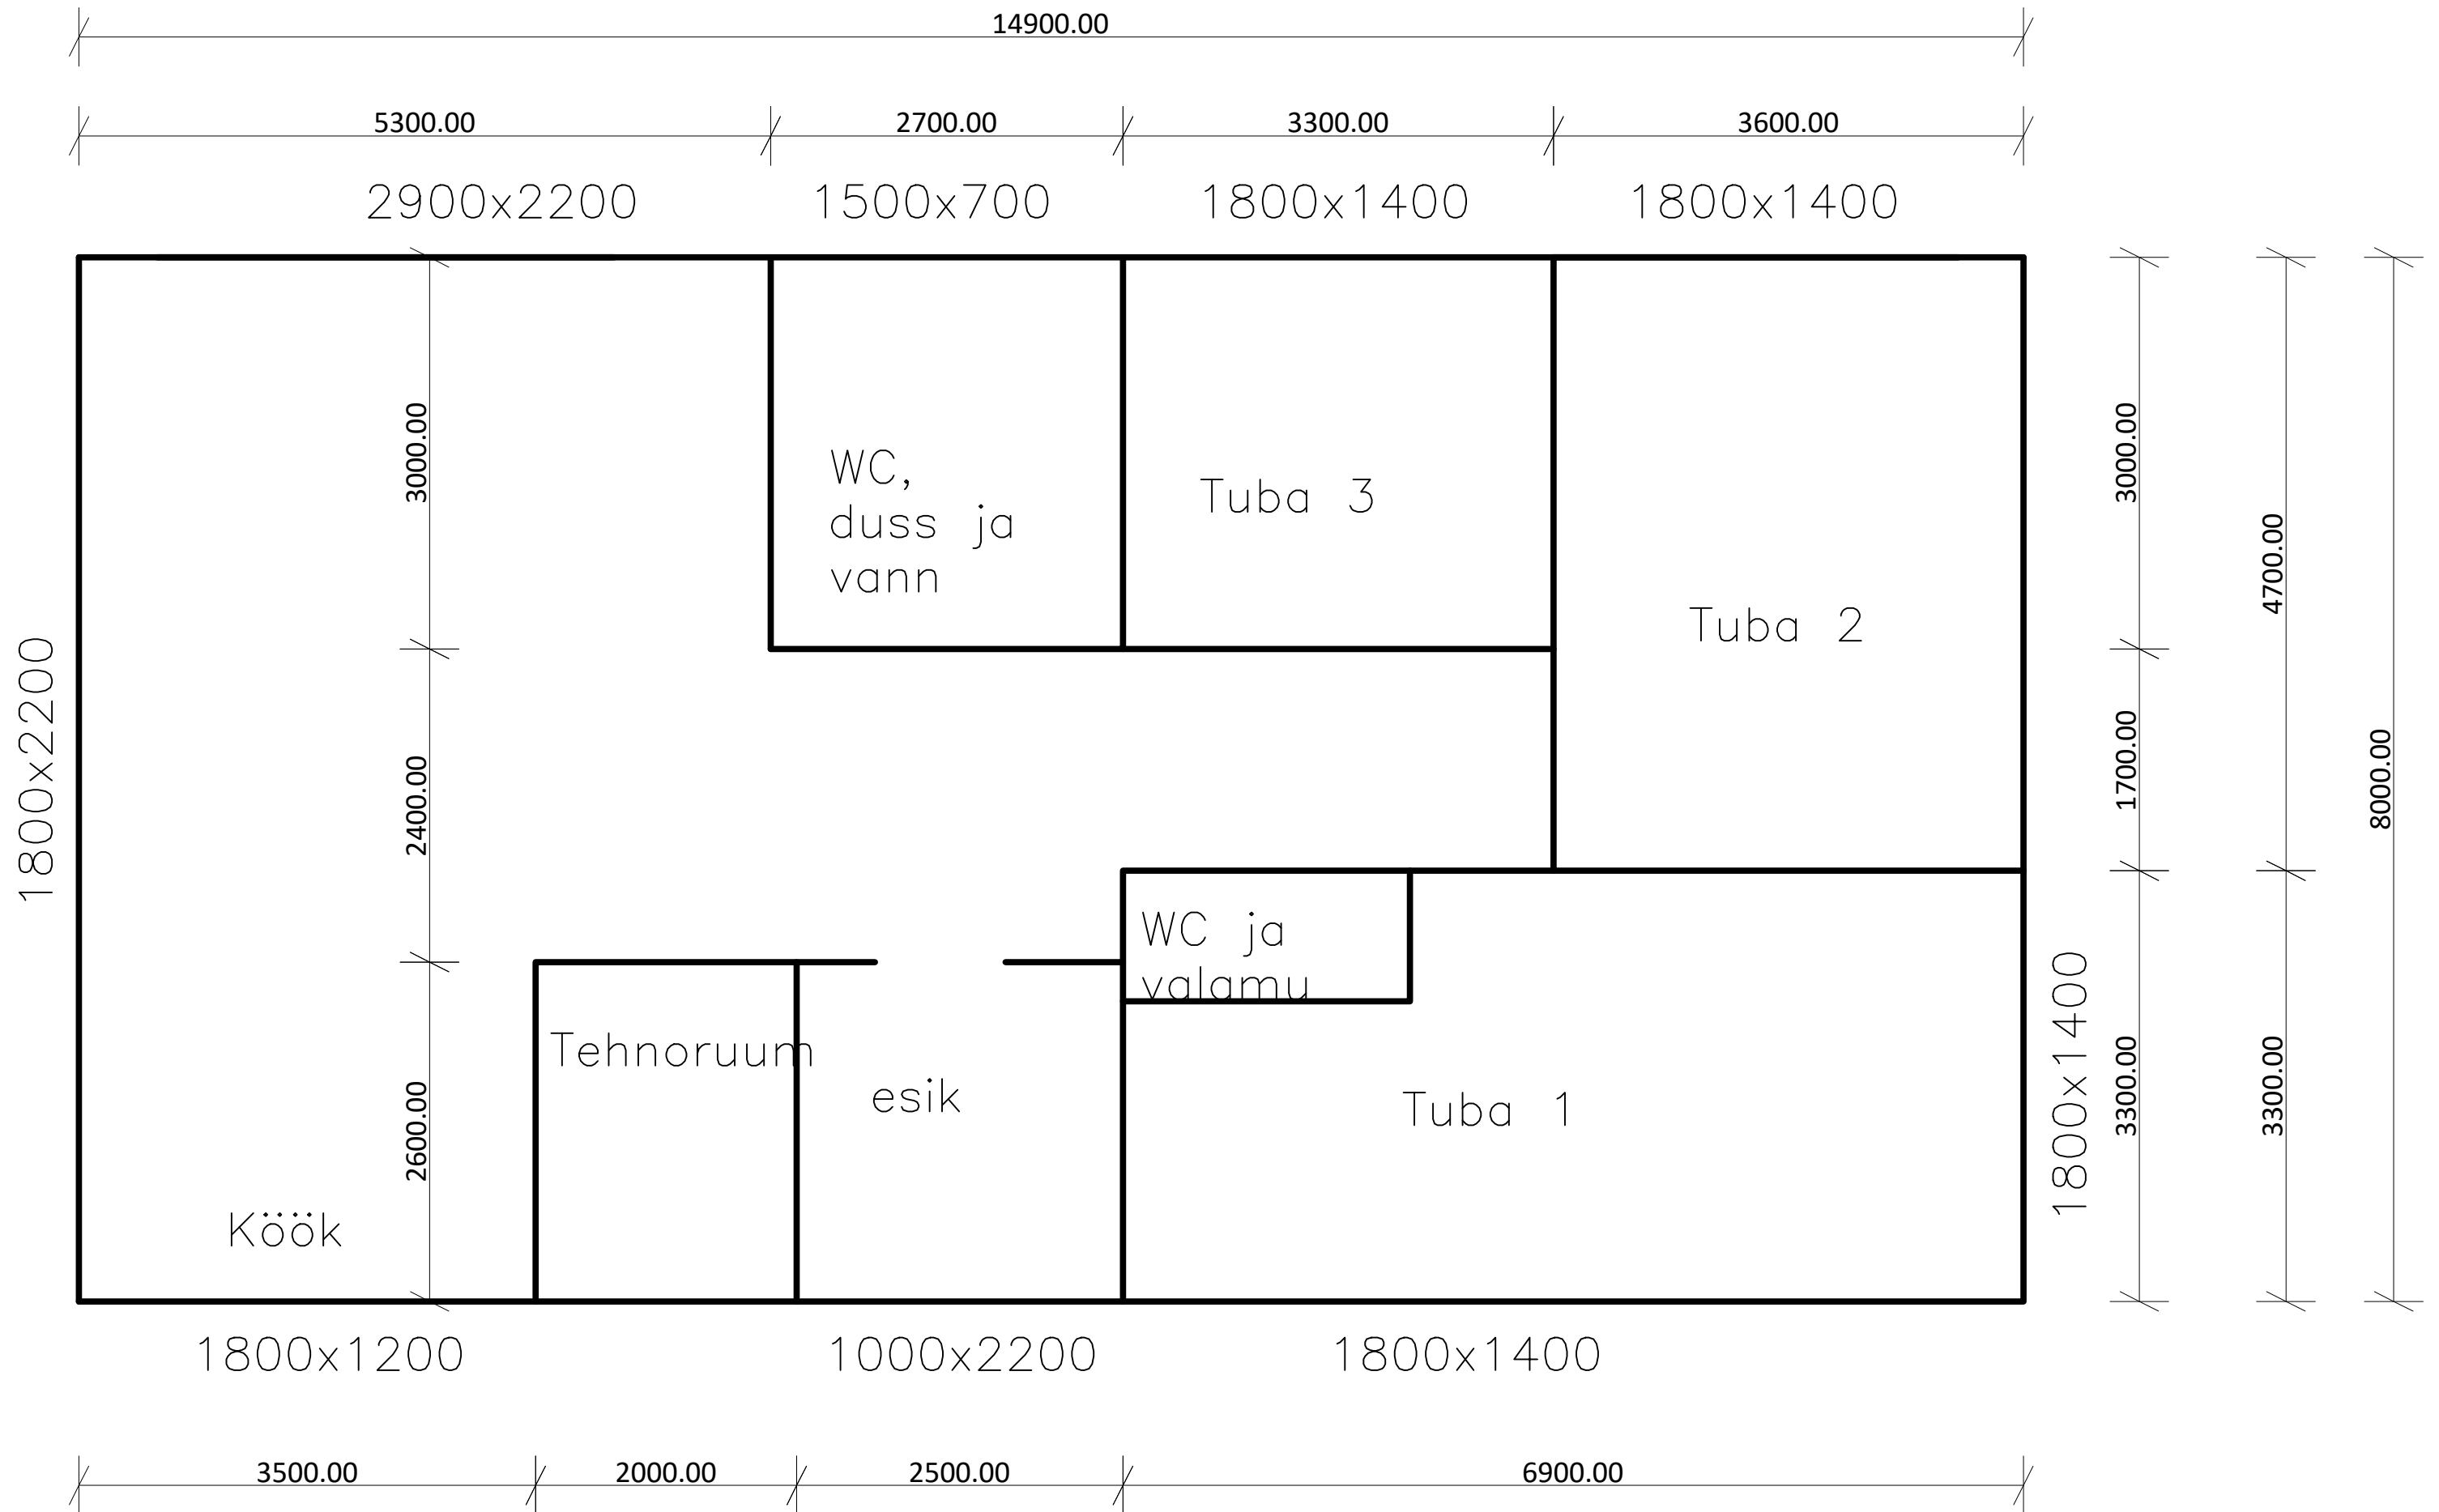 14900.00
5300.00
2700.00
3300.00
3600.00
2900x2200
1500x700
1800x1400
1800x1400
3000.00
WC,
duss ja
vann
Tuba 3
Tuba 2
3000.00
4700.00
1800x2200
2400.00
1700.00
8000.00
WC ja
valamu
Tehnoruum
esik
Tuba 1
2600.00
Köök
1800x1400
3300.00
3300.00
1800x1200
1000x2200
1800x1400
3500.00
2000.00
2500.00
6900.00